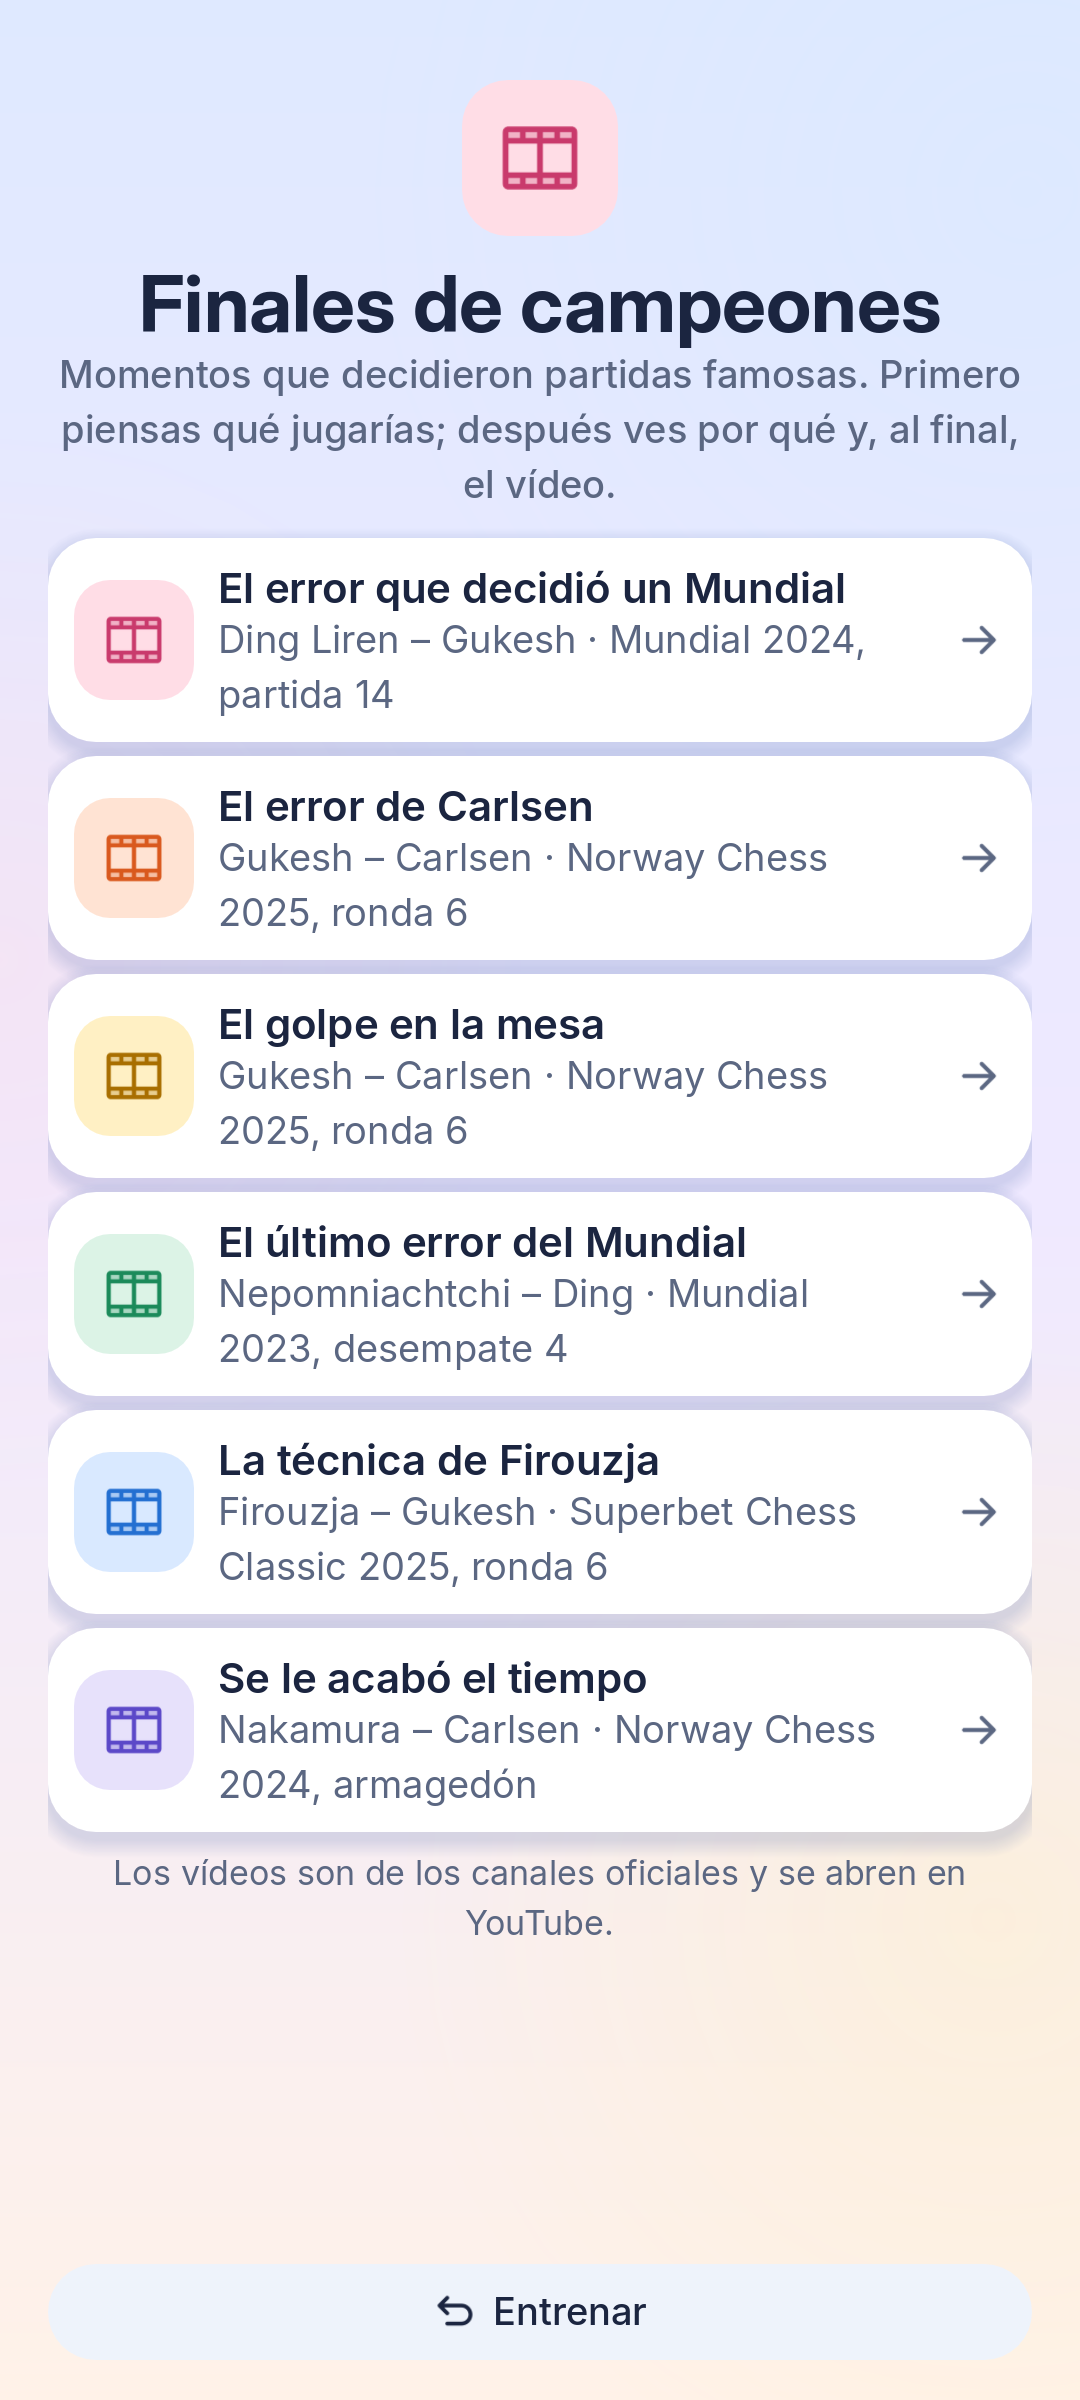 Finales de campeones
Momentos que decidieron partidas famosas. Primero
piensas qué jugarías; después ves por qué y, al final,
el vídeo.
El error que decidió un Mundial
Ding Liren – Gukesh · Mundial 2024,
partida 14
El error de Carlsen
Gukesh – Carlsen · Norway Chess
2025, ronda 6
El golpe en la mesa
Gukesh – Carlsen · Norway Chess
2025, ronda 6
El último error del Mundial
Nepomniachtchi – Ding · Mundial
2023, desempate 4
La técnica de Firouzja
Firouzja – Gukesh · Superbet Chess
Classic 2025, ronda 6
Se le acabó el tiempo
Nakamura – Carlsen · Norway Chess
2024, armagedón
Los vídeos son de los canales oficiales y se abren en
YouTube.
Entrenar